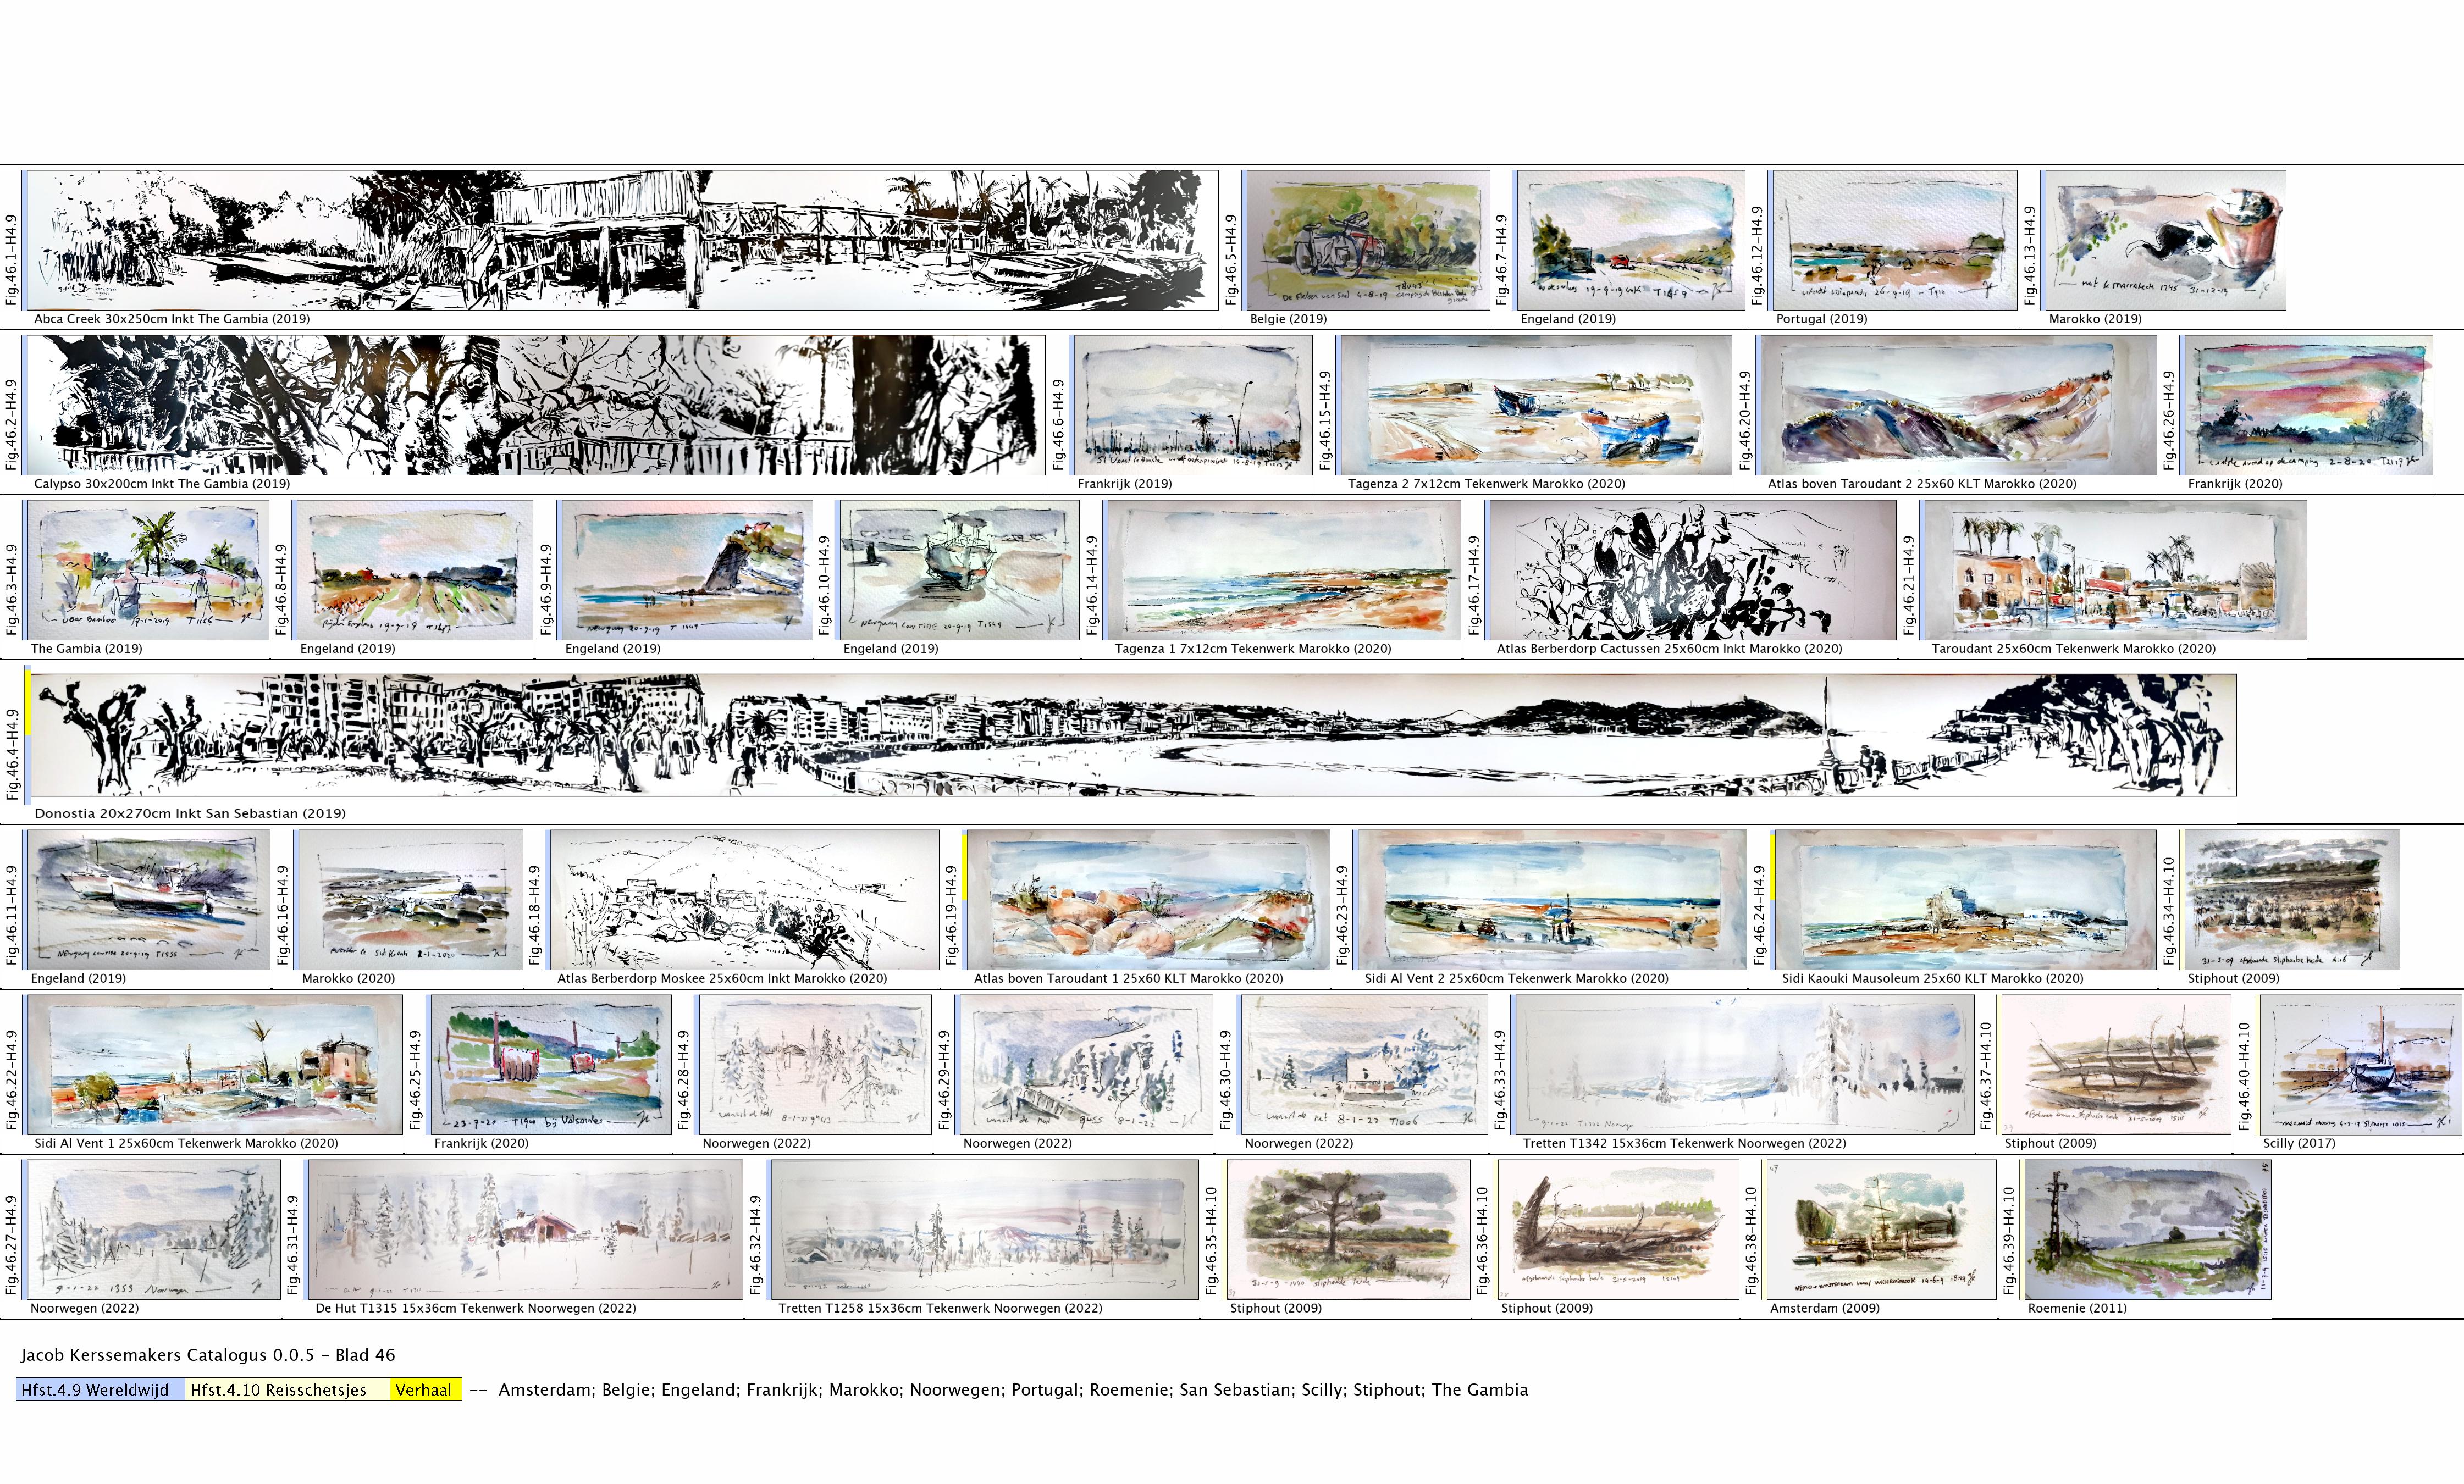 Fig.46.1-H4.9
Abca Creek 30x250cm Inkt The Gambia (2019)
Fig.46.5-H4.9
Belgie (2019)
Fig.46.7-H4.9
Engeland (2019)
Fig.46.12-H4.9
Portugal (2019)
Fig.46.13-H4.9
Marokko (2019)
Fig.46.2-H4.9
Calypso 30x200cm Inkt The Gambia (2019)
Fig.46.6-H4.9
Frankrijk (2019)
Fig.46.15-H4.9
Tagenza 2 7x12cm Tekenwerk Marokko (2020)
Fig.46.20-H4.9
Atlas boven Taroudant 2 25x60 KLT Marokko (2020)
Fig.46.26-H4.9
Frankrijk (2020)
Fig.46.3-H4.9
The Gambia (2019)
Fig.46.8-H4.9
Engeland (2019)
Fig.46.9-H4.9
Engeland (2019)
Fig.46.10-H4.9
Engeland (2019)
Fig.46.14-H4.9
Tagenza 1 7x12cm Tekenwerk Marokko (2020)
Fig.46.17-H4.9
Atlas Berberdorp Cactussen 25x60cm Inkt Marokko (2020)
Fig.46.21-H4.9
Taroudant 25x60cm Tekenwerk Marokko (2020)
Fig.46.4-H4.9
Donostia 20x270cm Inkt San Sebastian (2019)
Fig.46.11-H4.9
Engeland (2019)
Fig.46.16-H4.9
Marokko (2020)
Fig.46.18-H4.9
Atlas Berberdorp Moskee 25x60cm Inkt Marokko (2020)
Fig.46.19-H4.9
Atlas boven Taroudant 1 25x60 KLT Marokko (2020)
Fig.46.23-H4.9
Sidi Al Vent 2 25x60cm Tekenwerk Marokko (2020)
Fig.46.24-H4.9
Sidi Kaouki Mausoleum 25x60 KLT Marokko (2020)
Fig.46.34-H4.10
Stiphout (2009)
Fig.46.22-H4.9
Sidi Al Vent 1 25x60cm Tekenwerk Marokko (2020)
Fig.46.25-H4.9
Frankrijk (2020)
Fig.46.28-H4.9
Noorwegen (2022)
Fig.46.29-H4.9
Noorwegen (2022)
Fig.46.30-H4.9
Noorwegen (2022)
Fig.46.33-H4.9
Tretten T1342 15x36cm Tekenwerk Noorwegen (2022)
Fig.46.37-H4.10
Stiphout (2009)
Fig.46.40-H4.10
Scilly (2017)
Fig.46.27-H4.9
Noorwegen (2022)
Fig.46.31-H4.9
De Hut T1315 15x36cm Tekenwerk Noorwegen (2022)
Fig.46.32-H4.9
Tretten T1258 15x36cm Tekenwerk Noorwegen (2022)
Fig.46.35-H4.10
Stiphout (2009)
Fig.46.36-H4.10
Stiphout (2009)
Fig.46.38-H4.10
Amsterdam (2009)
Fig.46.39-H4.10
Roemenie (2011)
Jacob Kerssemakers Catalogus 0.0.5 - Blad 46
Hfst.4.9 Wereldwijd Hfst.4.10 Reisschetsjes Verhaal -- Amsterdam; Belgie; Engeland; Frankrijk; Marokko; Noorwegen; Portugal; Roemenie; San Sebastian; Scilly; Stiphout; The Gambia